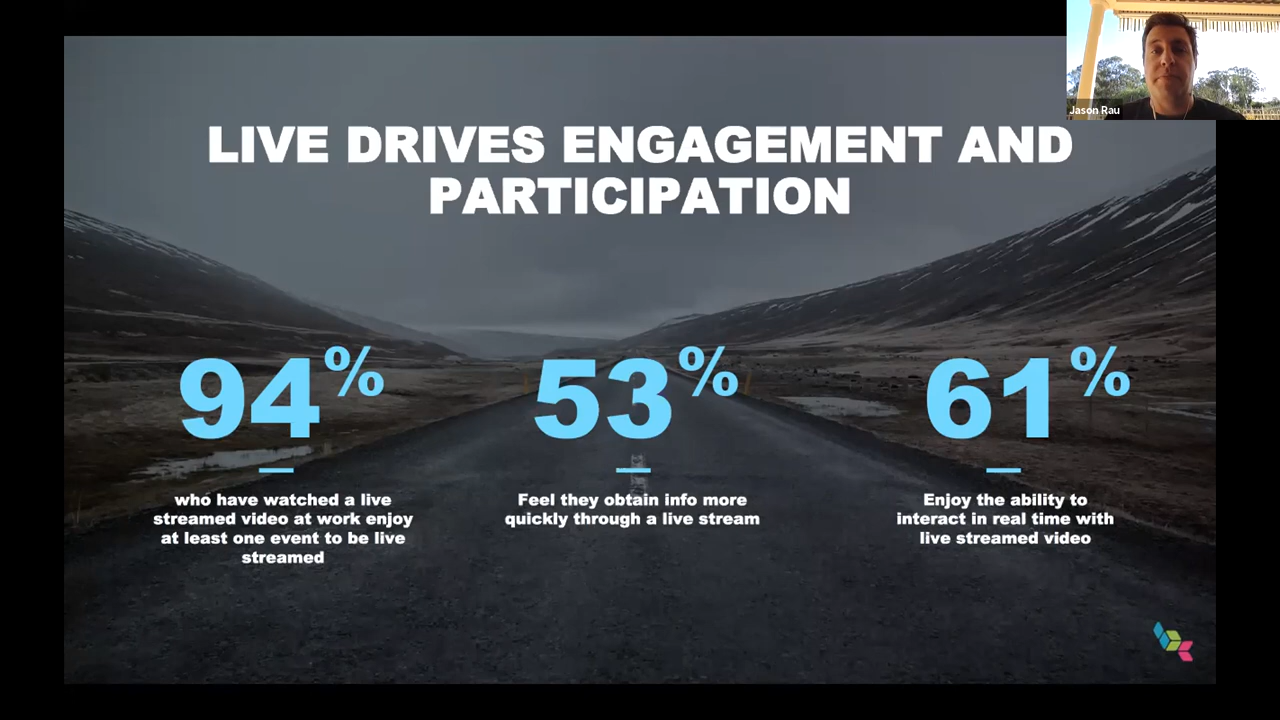 Jason Rau
LIVE DRIVES ENGAGEMENT AND
PARTICIPATION
94%
who have watched a live
streamed video at work enjoy
at least one event to be live
streamed
53%
Feel they obtain info more
quickly through a live stream
61%
Enjoy the ability to
interact in real time with
live streamed video